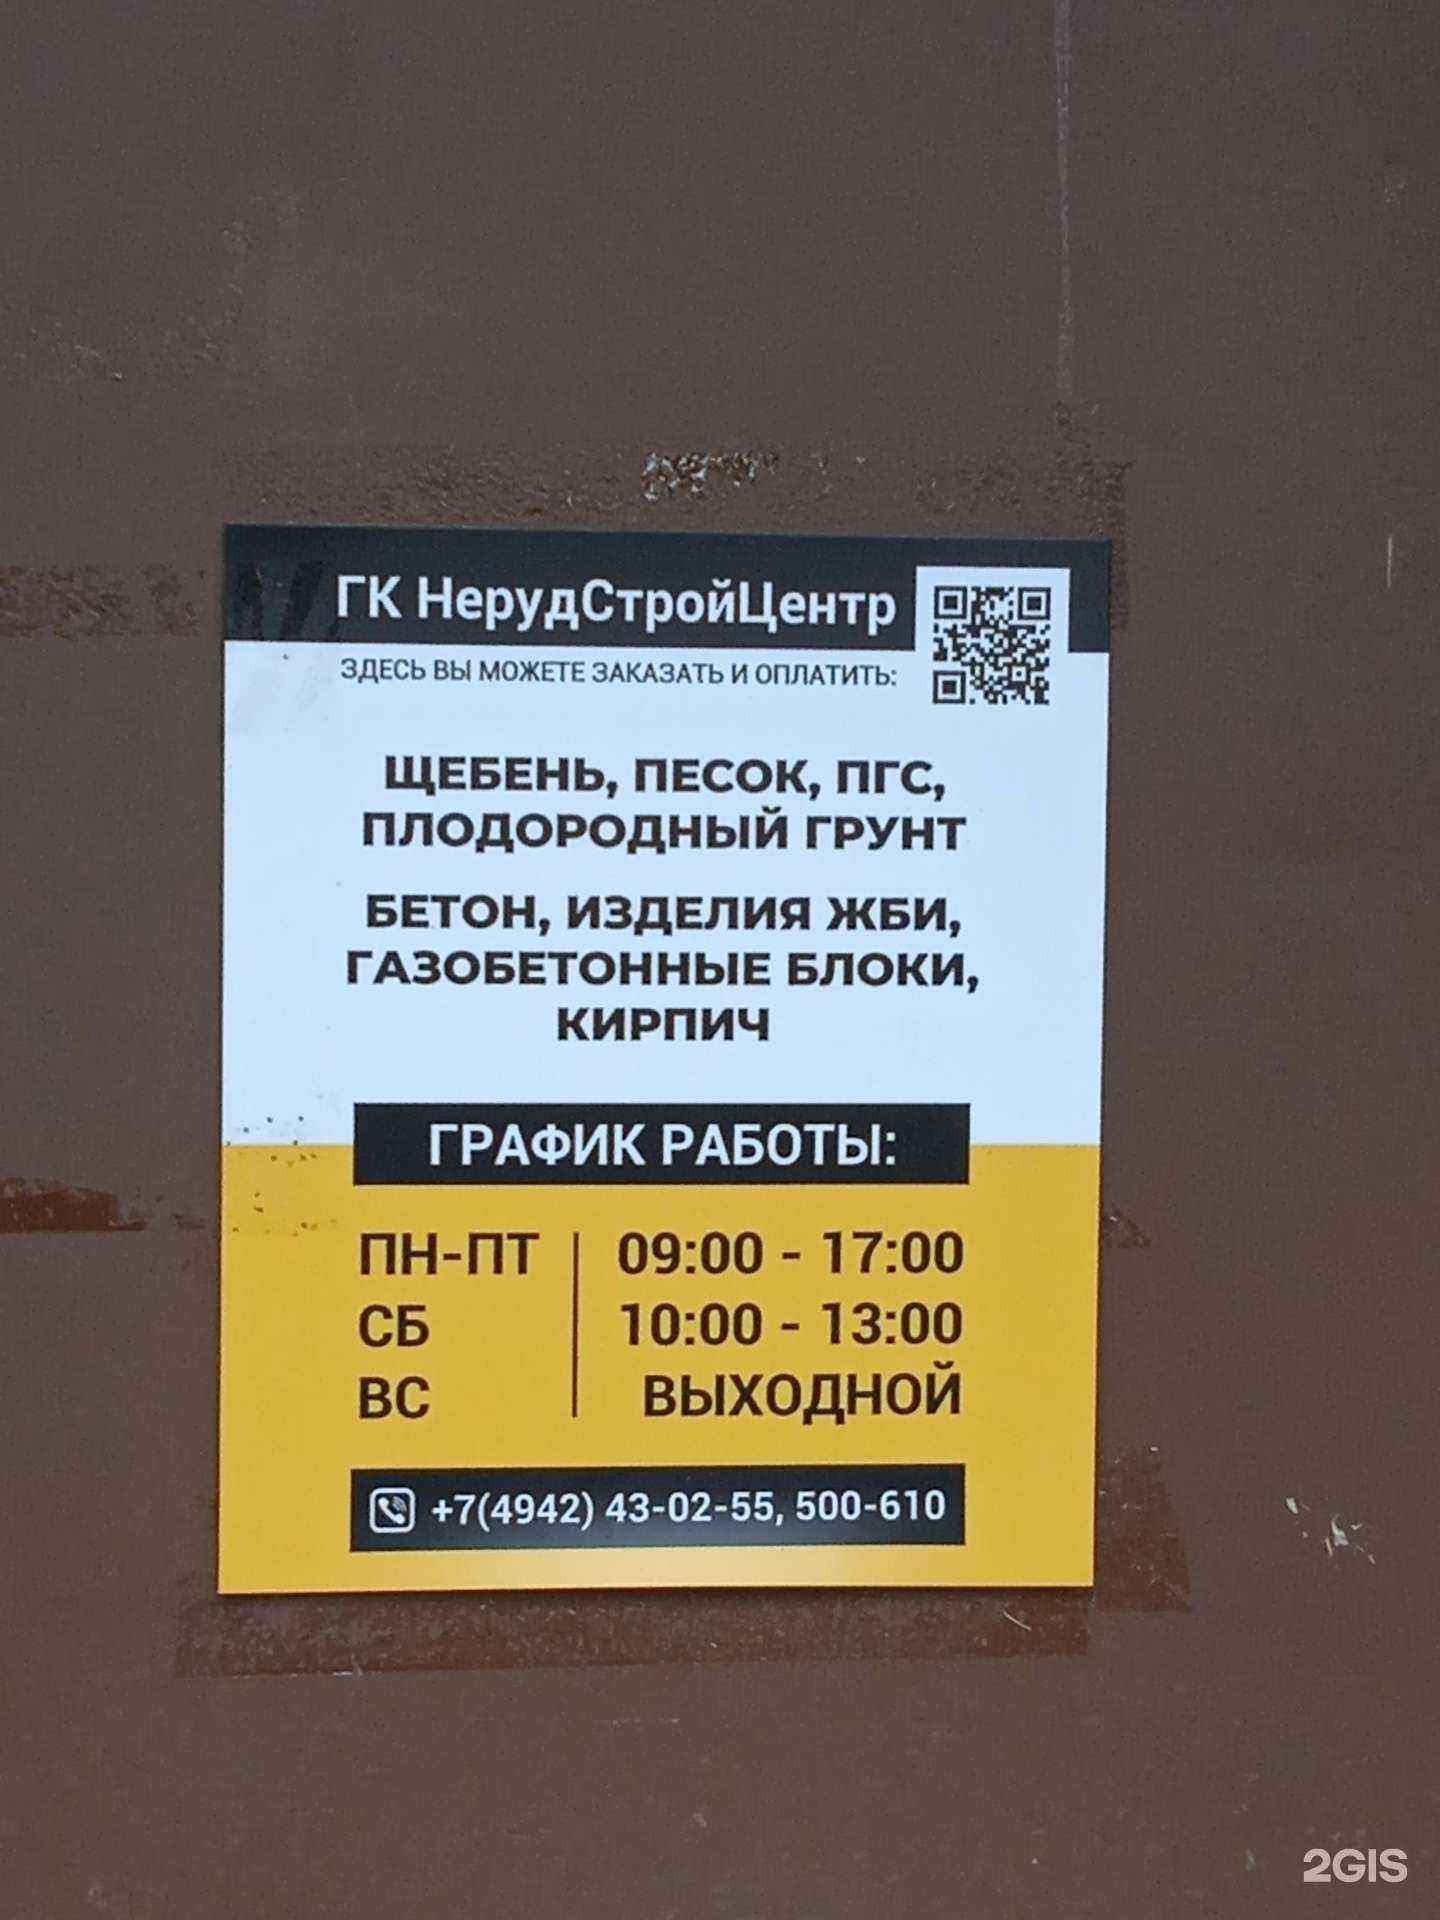 ГК НерудСтройЦентр
ЗДЕСЬ ВЫ МОЖЕТЕ ЗАКАЗАТЬ И ОПЛАТИТЬ:
ЩЕБЕНЬ, ПЕСОК, ПГС,
ПЛОДОРОДНЫЙ ГРУНТ
БЕТОН, ИЗДЕЛИЯ ЖБИ,
ГАЗОБЕТОННЫЕ БЛОКИ,
КИРПИЧ
ГРАФИК РАБОТЫ:
ПН-ПТ 09:00 - 17:00
СБ 10:00 - 13:00
ВС ВЫХОДНОЙ
+7(4942) 43-02-55, 500-610
2GIS